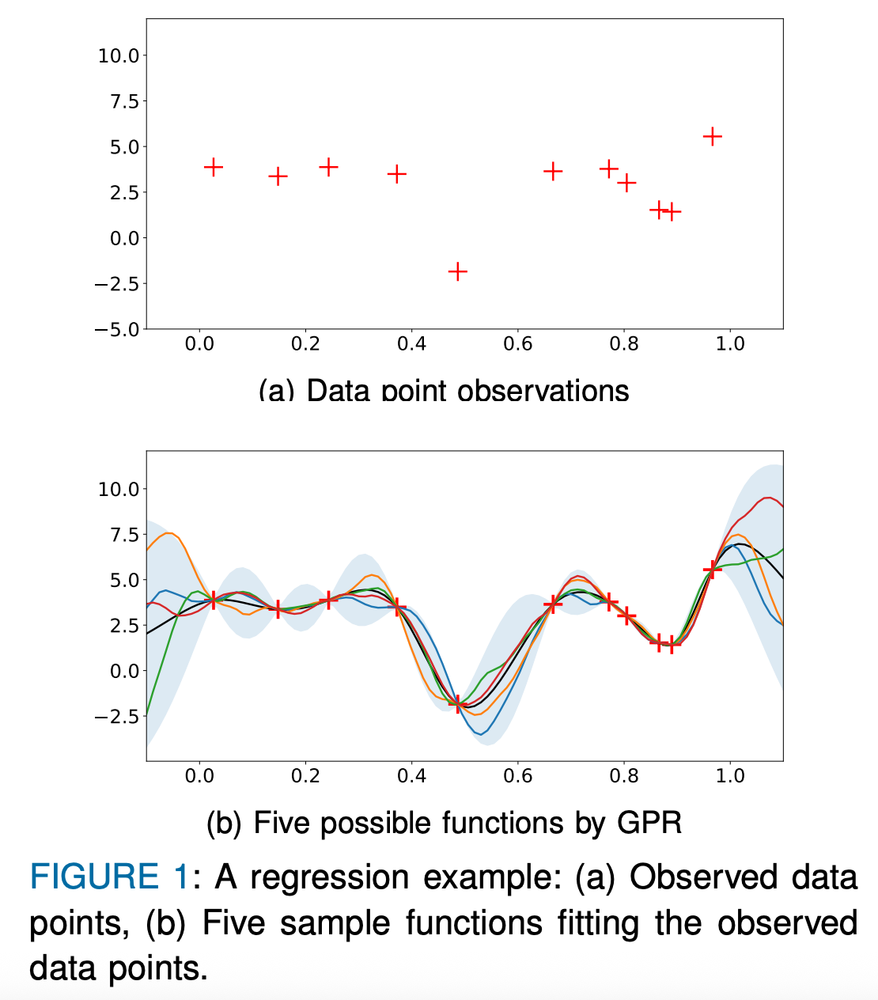 10.0
7.5
5.0
2.5
0.0
−2.5
−5.0
0.0 0.2 0.4 0.6 0.8 1.0
(a) Data point observations
10.0
7.5
5.0
2.5
0.0
−2.5
0.0 0.2 0.4 0.6 0.8 1.0
(b) Five possible functions by GPR
FIGURE 1: A regression example: (a) Observed data
points, (b) Five sample functions fitting the observed
data points.